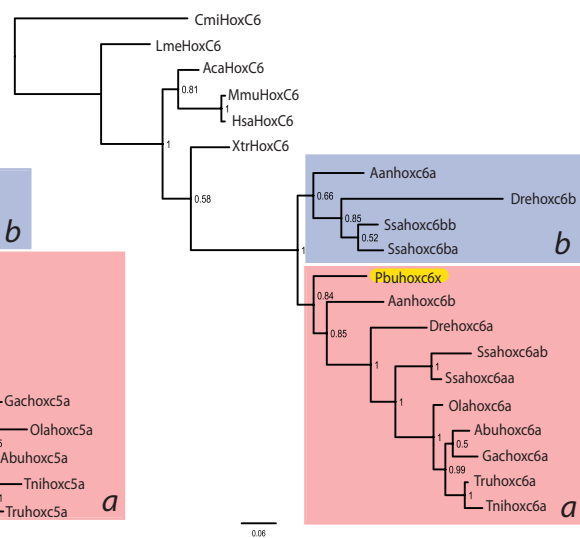 CmiHoxC6
LmeHoxC6
AcaHoxC6
0.81
MmuHoxC6
1
HsaHoxC6
1
XtrHoxC6
0.58
Aanhoxc6a
0.66
Drehoxc6b
0.85
Ssahoxc6bb
0.52
Ssahoxc6ba
b
b
1
Pbuhoxc6x
0.84
Aanhoxc6b
0.85
Drehoxc6a
1
Ssahoxc6ab
1
Ssahoxc6aa
1
Olahoxc6a
1
Abuhoxc6a
0.5
Gachoxc6a
0.99
Truhoxc6a
1
Tnihoxc6a
a
Gachoxc5a
Olahoxc5a
5
Abuhoxc5a
Tnihoxc5a
1
Truhoxc5a
a
0.06